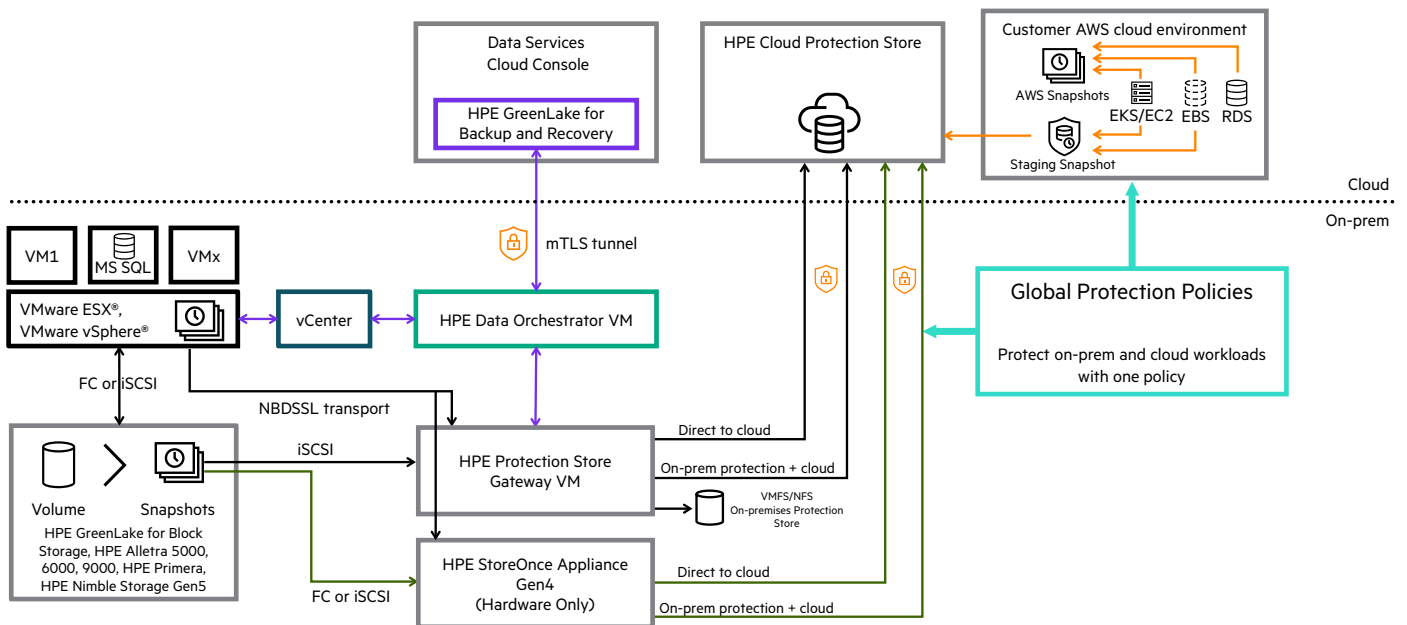 Data Services
Cloud Console
HPE GreenLake for
Backup and Recovery
HPE Cloud Protection Store
Customer AWS cloud environment
AWS Snapshots
EKS/EC2
EBS
RDS
Staging Snapshot
Cloud
On-prem
mTLS tunnel
VM1
MS SQL
VMx
VMware ESX®,
VMware vSphere®
vCenter
HPE Data Orchestrator VM
Global Protection Policies
Protect on-prem and cloud workloads
with one policy
FC or iSCSI
NBDSSL transport
iSCSI
Volume
Snapshots
HPE GreenLake for Block
Storage, HPE Alletra 5000,
6000, 9000, HPE Primera,
HPE Nimble Storage Gen5
HPE Protection Store
Gateway VM
Direct to cloud
On-prem protection + cloud
VMFS/NFS
On-premises Protection
Store
FC or iSCSI
HPE StoreOnce Appliance
Gen4
(Hardware Only)
Direct to cloud
On-prem protection + cloud